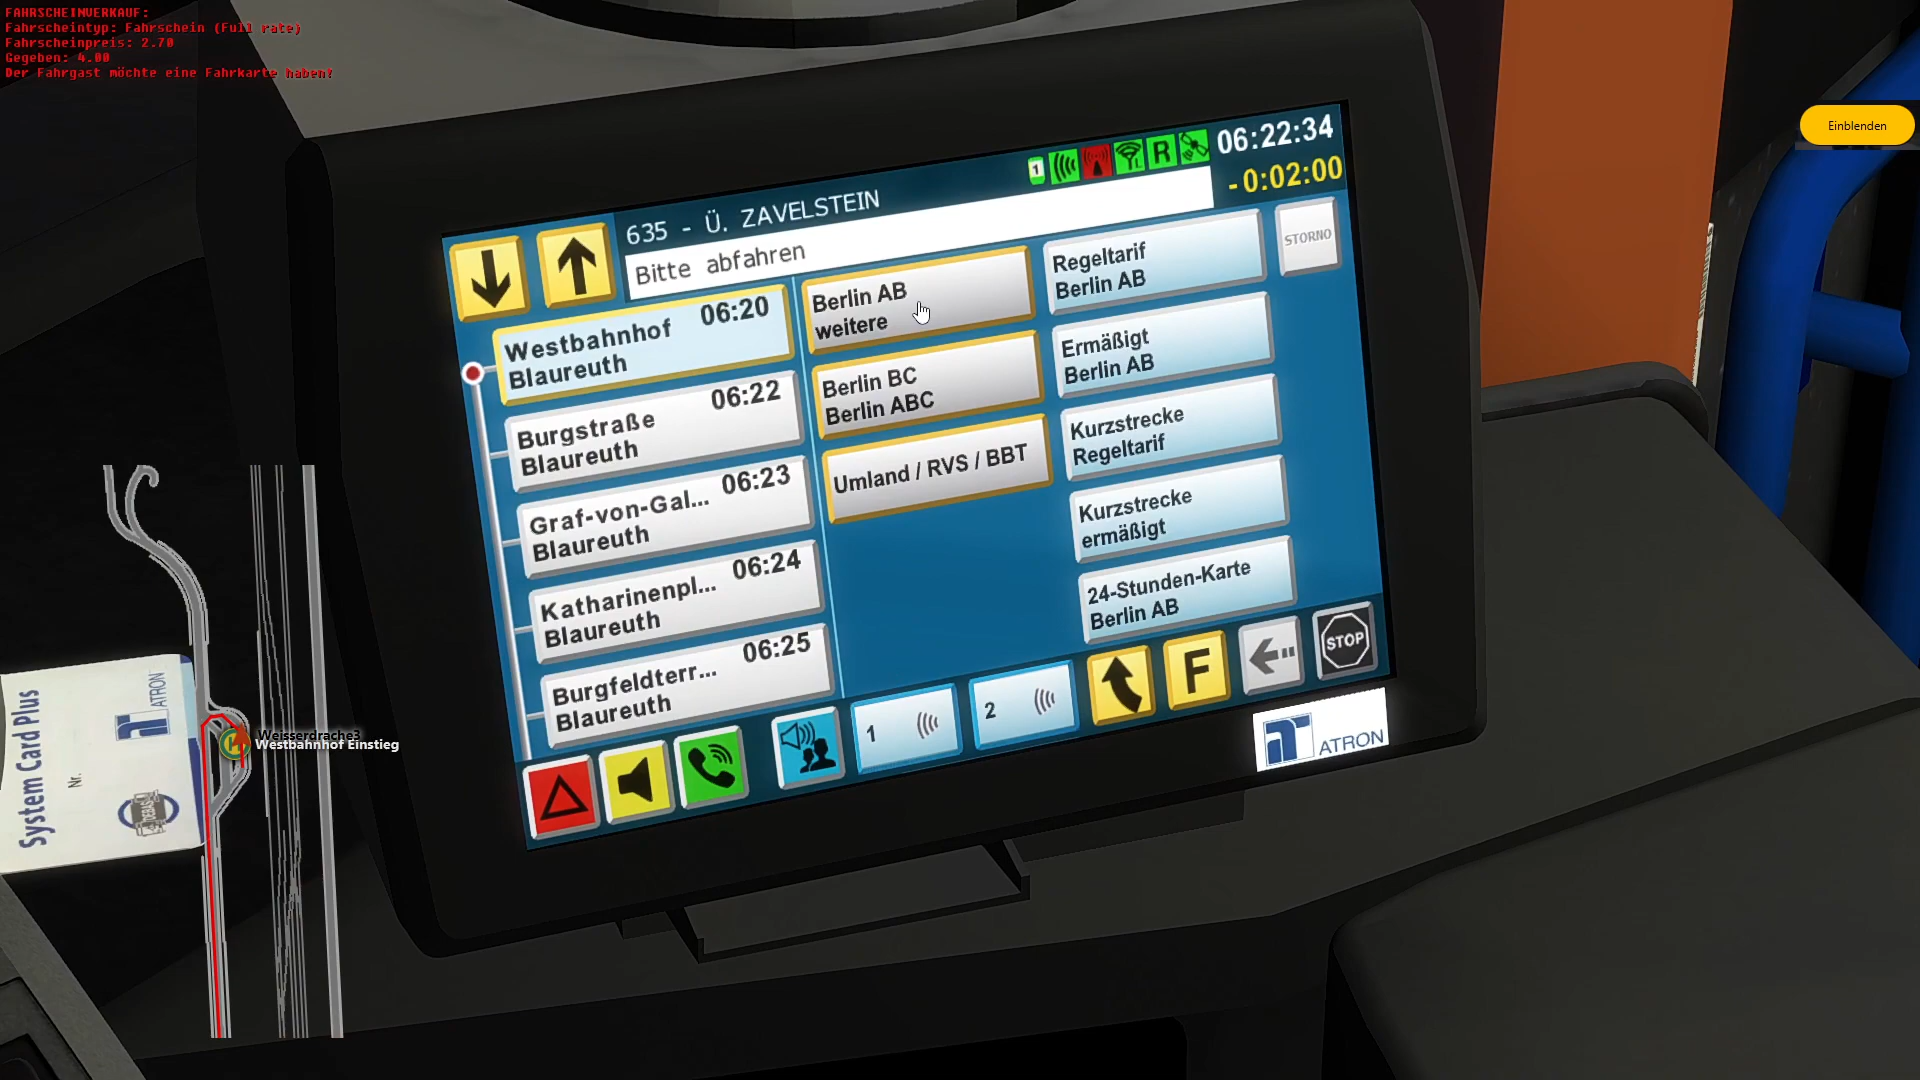 FAHRSCHEINVERKAUF:
Fahrscheintyp: Fahrschein (Full rate)
Fahrscheinpreis: 2.70
Gegeben: 4.00
Der Fahrgast möchte eine Fahrkarte haben!
Einblenden
1
R
06:22:34
-0:02:00
635 - Ü. ZAVELSTEIN
Bitte abfahren
STORNO
Westbahnhof 06:20
Blaureuth
Burgstraße 06:22
Blaureuth
Graf-von-Gal... 06:23
Blaureuth
Katharinenpl... 06:24
Blaureuth
Burgfeldterr... 06:25
Blaureuth
Berlin AB
weitere
Berlin BC
Berlin ABC
Umland / RVS / BBT
Regeltarif
Berlin AB
Ermäßigt
Berlin AB
Kurzstrecke
Regeltarif
Kurzstrecke
ermäßigt
24-Stunden-Karte
Berlin AB
1
2
F
STOP
ATRON
System Card Plus
Nr.
ATRON
Weisserdrache3
H
Westbahnhof Einstieg